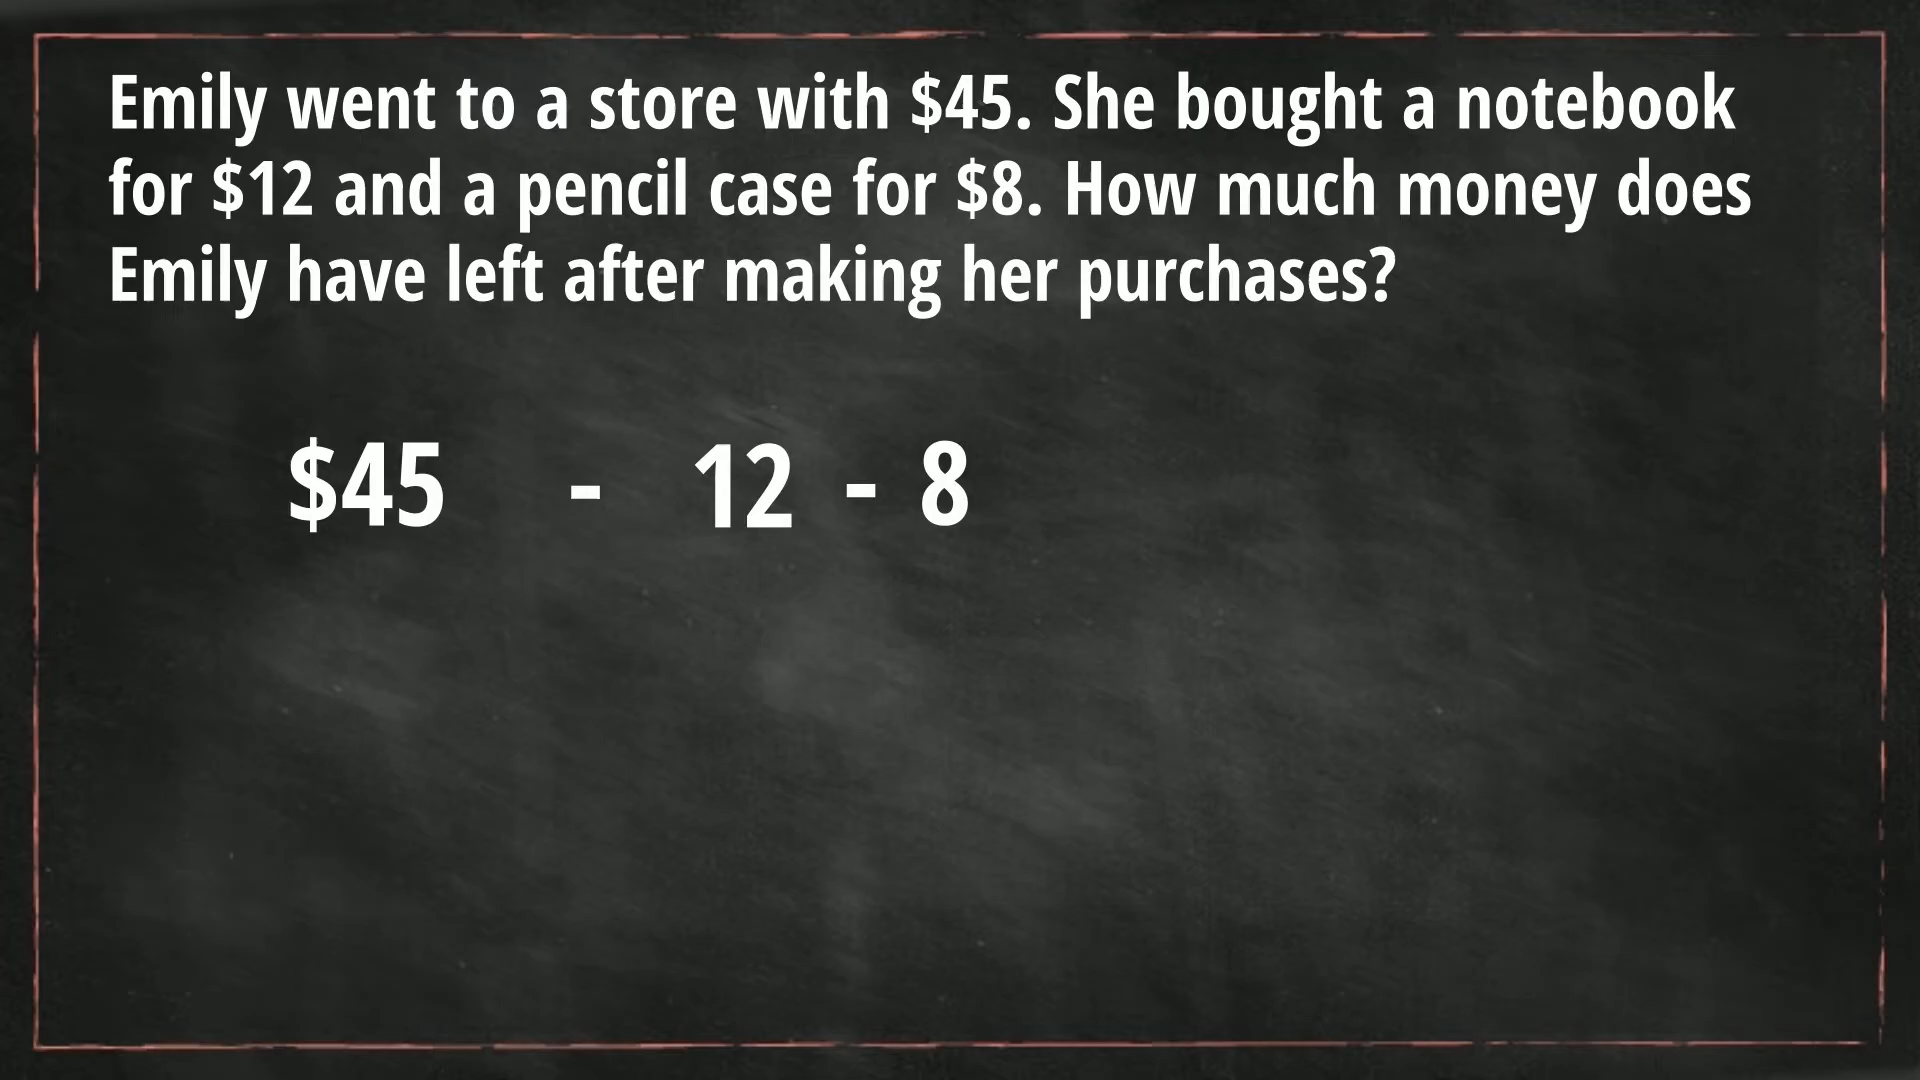 Emily went to a store with $45. She bought a notebook
for $12 and a pencil case for $8. How much money does
Emily have left after making her purchases?
$45 - 12 - 8